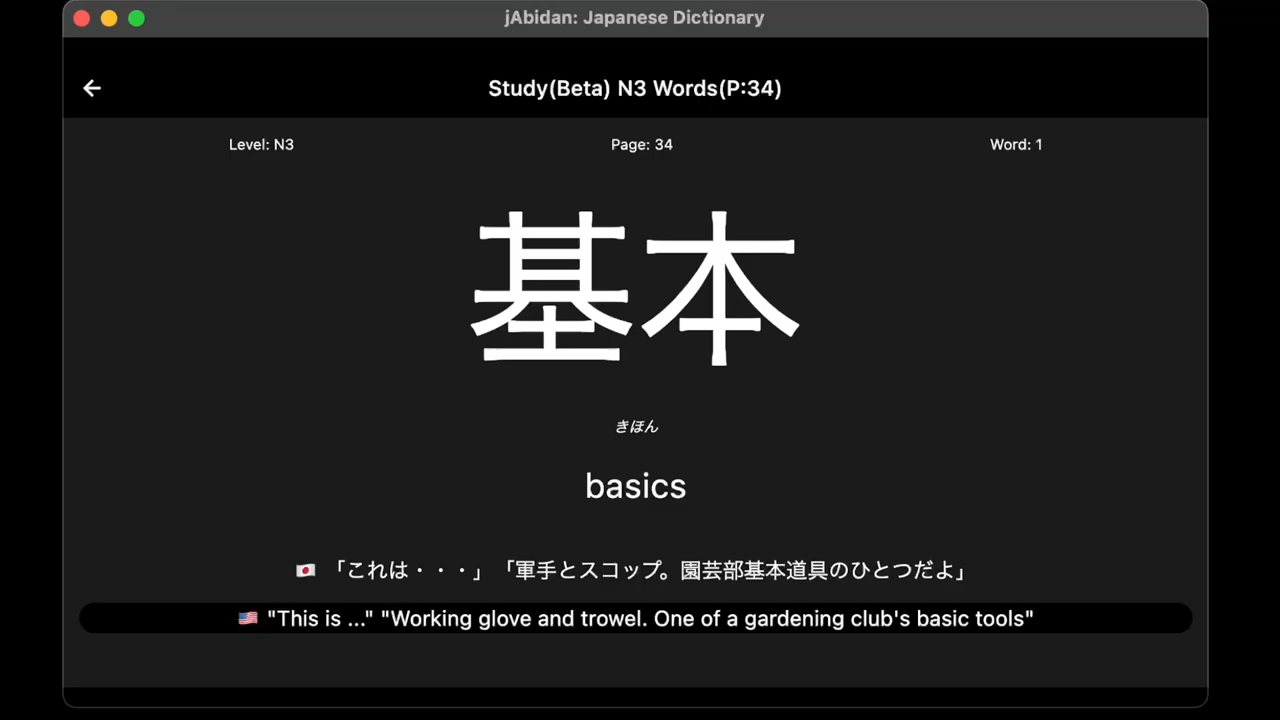 jAbidan: Japanese Dictionary
Study(Beta) N3 Words(P:34)
Level: N3 Page: 34 Word: 1
基本
きほん
basics
「これは・・・」「軍手とスコップ。園芸部基本道具のひとつだよ」
"This is ..." "Working glove and trowel. One of a gardening club's basic tools"